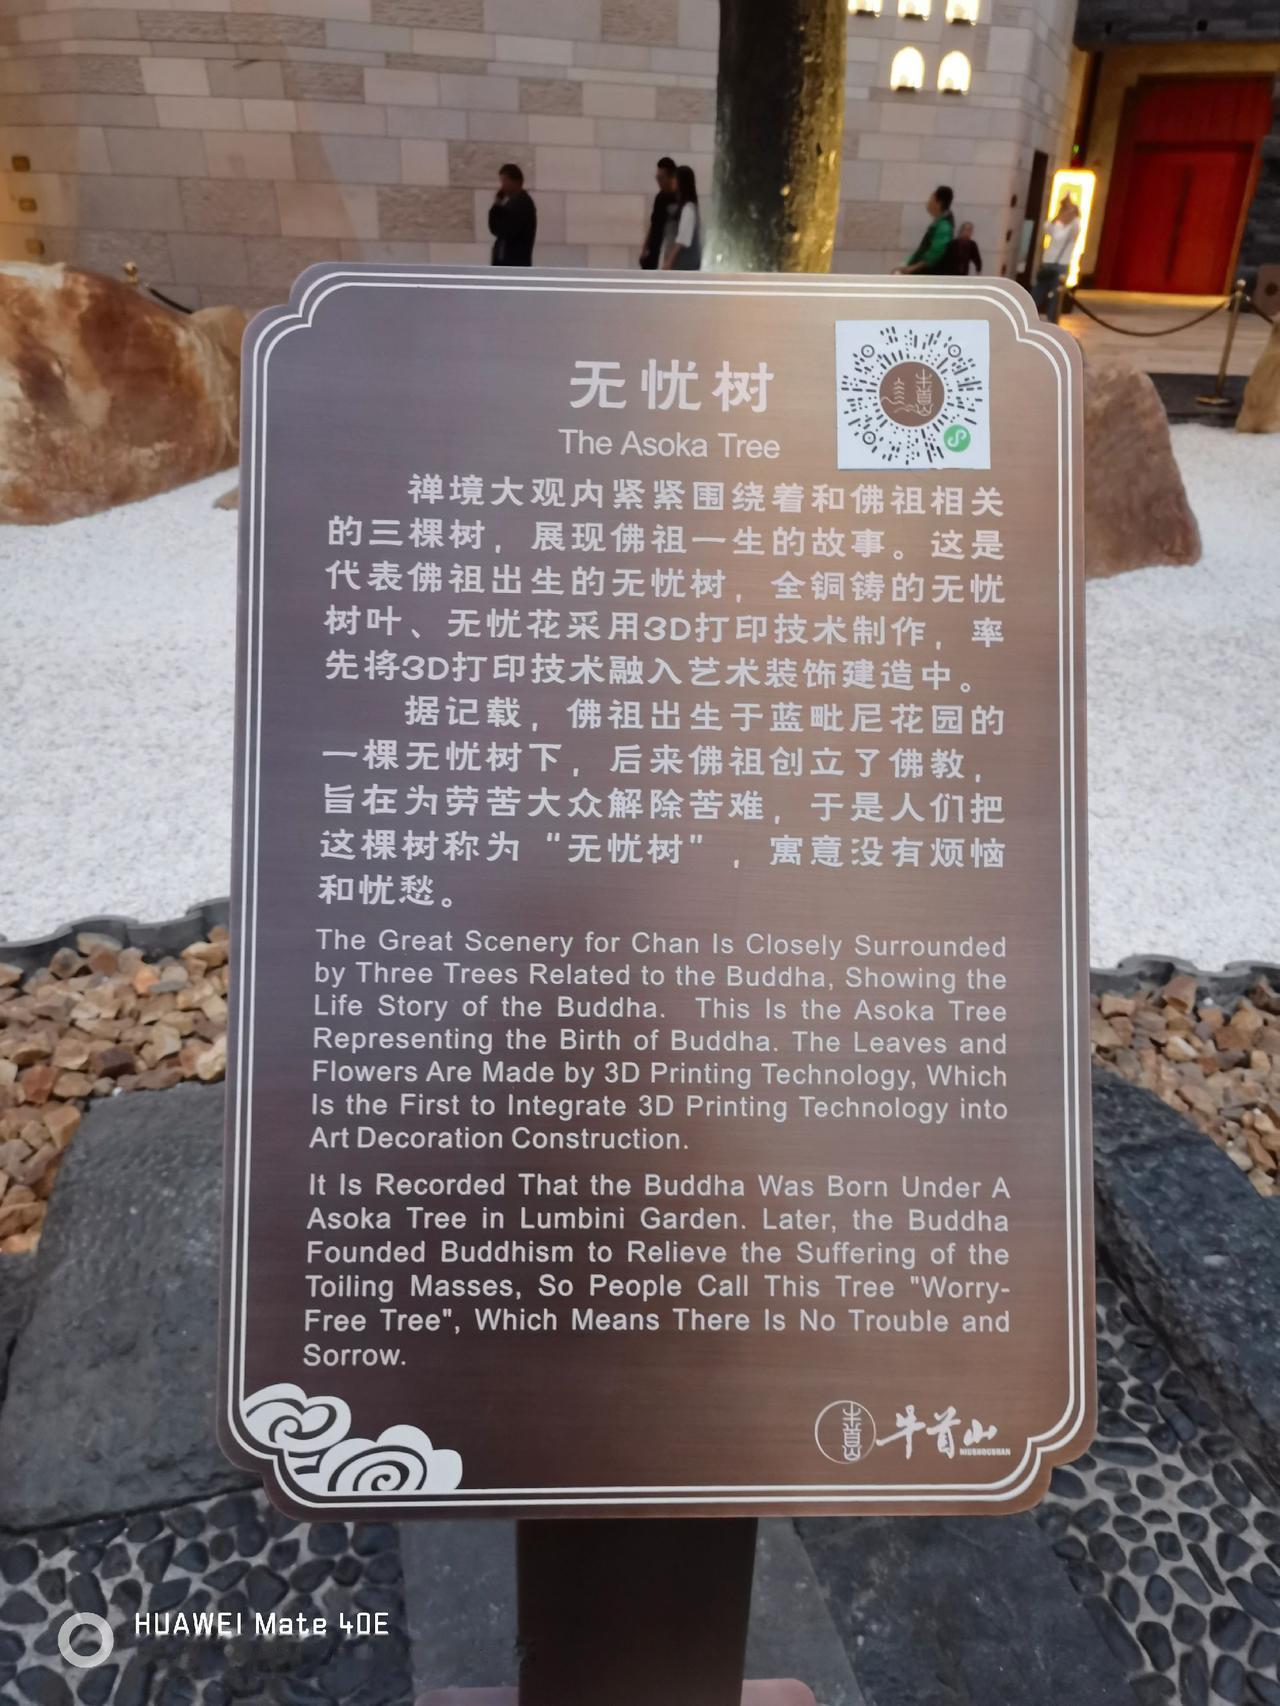 无忧树
The Asoka Tree
禅境大观内紧紧围绕着和佛祖相关
的三棵树，展现佛祖一生的故事。这是
代表佛祖出生的无忧树，全铜铸的无忧
树叶、无忧花采用3D打印技术制作，率
先将3D打印技术融入艺术装饰建造中。
据记载，佛祖出生于蓝毗尼花园的
一棵无忧树下，后来佛祖创立了佛教，
旨在为劳苦大众解除苦难，于是人们把
这棵树称为“无忧树”，寓意没有烦恼
和忧愁。
The Great Scenery for Chan Is Closely Surrounded
by Three Trees Related to the Buddha, Showing the
Life Story of the Buddha. This Is the Asoka Tree
Representing the Birth of Buddha. The Leaves and
Flowers Are Made by 3D Printing Technology, Which
Is the First to Integrate 3D Printing Technology into
Art Decoration Construction.
It Is Recorded That the Buddha Was Born Under A
Asoka Tree in Lumbini Garden. Later, the Buddha
Founded Buddhism to Relieve the Suffering of the
Toiling Masses, So People Call This Tree "Worry-
Free Tree", Which Means There Is No Trouble and
Sorrow.
牛首山
NIUSHOUSHAN
HUAWEI Mate 40E